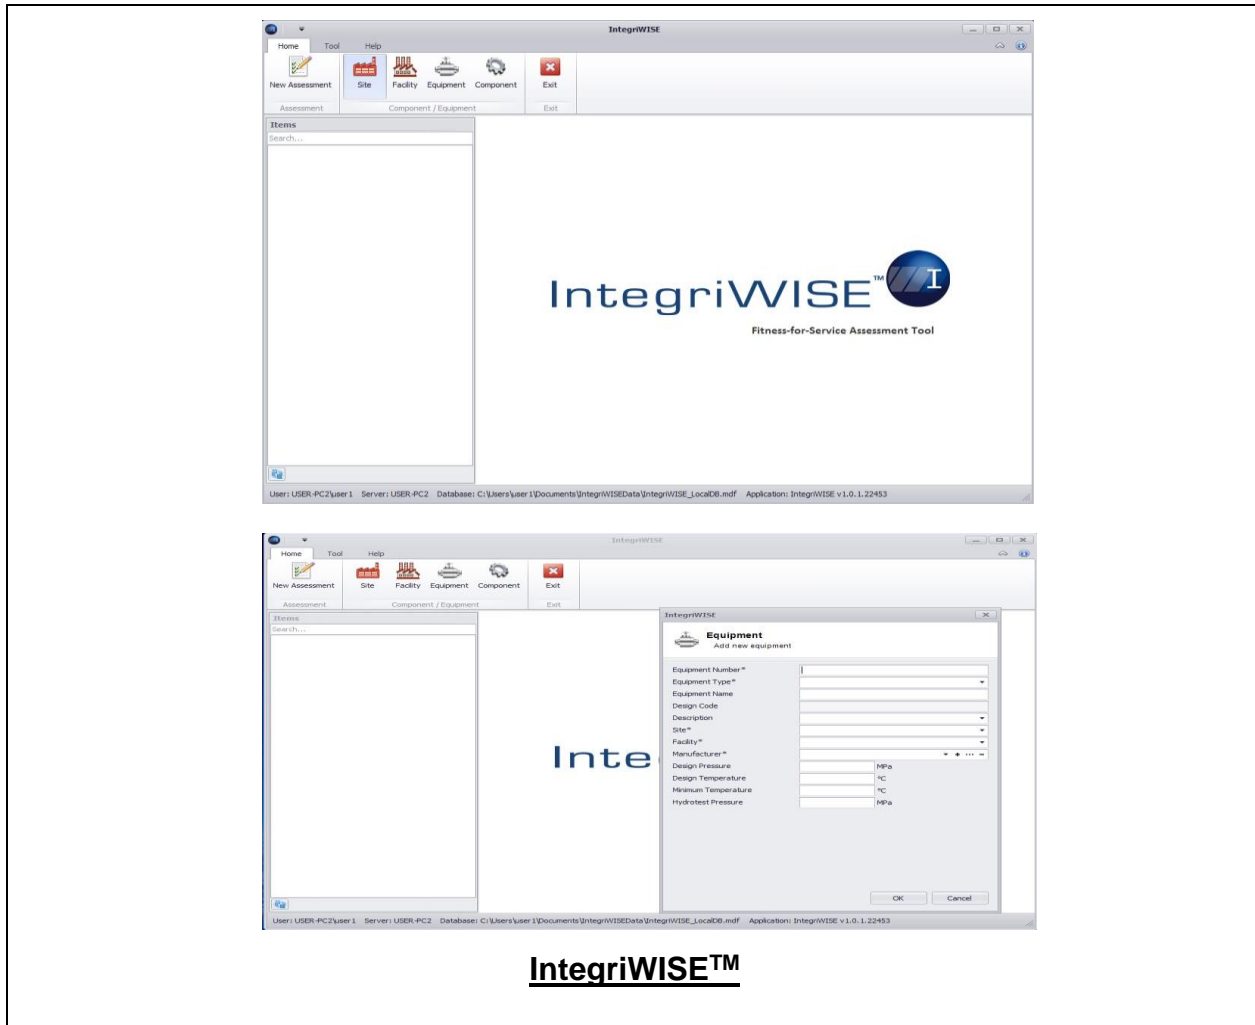 IntegriWISE
Home Tool Help
New Assessment Site Facility Equipment Component Exit
Assessment Component / Equipment Exit
Items
Search...
IntegriWISE™ I
Fitness-for-Service Assessment Tool
User: USER-PC2\user1 Server: USER-PC2 Database: C:\Users\user1\Documents\IntegriWISEData\IntegriWISE_LocalDB.mdf Application: IntegriWISE v1.0.1.22453
IntegriWISE
Home Tool Help
New Assessment Site Facility Equipment Component Exit
Assessment Component / Equipment Exit
Items
Search...
Inte
IntegriWISE
Equipment
Add new equipment
Equipment Number*
Equipment Type*
Equipment Name
Design Code
Description
Site*
Facility*
Manufacturer*
Design Pressure MPa
Design Temperature °C
Minimum Temperature °C
Hydrotest Pressure MPa
OK Cancel
User: USER-PC2\user1 Server: USER-PC2 Database: C:\Users\user1\Documents\IntegriWISEData\IntegriWISE_LocalDB.mdf Application: IntegriWISE v1.0.1.22453
IntegriWISE™